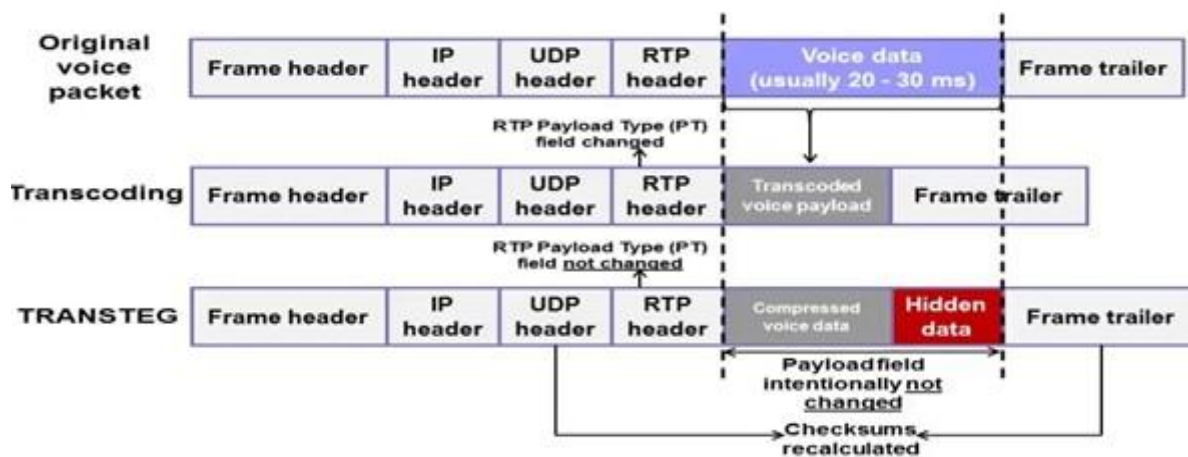 Original voice packet
Frame header
IP header
UDP header
RTP header
Voice data
(usually 20 - 30 ms)
Frame trailer
RTP Payload Type (PT)
field changed
Transcoding
Frame header
IP header
UDP header
RTP header
Transcoded
voice payload
Frame trailer
RTP Payload Type (PT)
field not changed
TRANSTEG
Frame header
IP header
UDP header
RTP header
Compressed
voice data
Hidden
data
Frame trailer
Payload field
intentionally not
changed
Checksums
recalculated